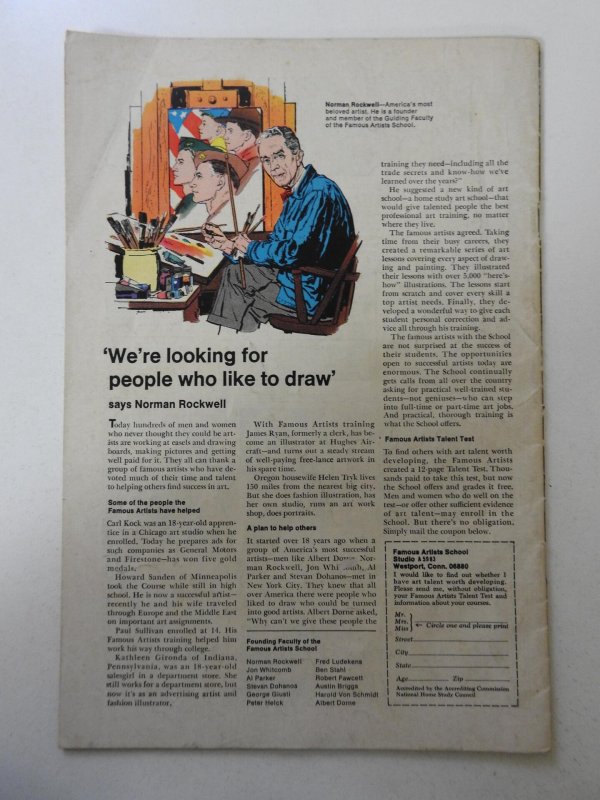 Norman Rockwell—America's most
beloved artist. He is a founder
and member of the Guiding Faculty
of the Famous Artists School.
'We're looking for
people who like to draw'
says Norman Rockwell
Today hundreds of men and women
who never thought they could be art-
ists are working at easels and drawing
boards, making pictures and getting
well paid for it. They all can thank a
group of famous artists who have de-
voted much of their time and talent
to helping others find success in art.
Some of the people the
Famous Artists have helped
Carl Kock was an 18-year-old appren-
tice in a Chicago art studio when he
enrolled. Today he prepares ads for
such companies as General Motors
and Firestone—has won five gold
medals.
Howard Sanden of Minneapolis
took the Course while still in high
school. He is now a successful artist—
recently he and his wife traveled
through Europe and the Middle East
on important art assignments.
Paul Sullivan enrolled at 14. His
Famous Artists training helped him
work his way through college.
Kathleen Gironda of Indiana,
Pennsylvania, was an 18-year-old
salesgirl in a department store. She
still works for a department store, but
now it's as an advertising artist and
fashion illustrator.
With Famous Artists training
James Ryan, formerly a clerk, has be-
come an illustrator at Hughes Air-
craft—and turns out a steady stream
of well-paying free-lance artwork in
his spare time.
Oregon housewife Helen Tryk lives
150 miles from the nearest big city.
But she does fashion illustration, has
her own studio, runs an art work
shop, does portraits.
A plan to help others
It started over 18 years ago when a
group of America's most successful
artists—men like Albert Dorne, Nor-
man Rockwell, Jon Whitcomb, Al
Parker and Stevan Dohanos—met in
New York City. They knew that all
over America there were people who
liked to draw who could be turned
into good artists. Albert Dorne asked,
"Why can't we give these people the
Founding Faculty of the
Famous Artists School
Norman Rockwell
Jon Whitcomb
Al Parker
Stevan Dohanos
George Giusti
Peter Helck
Fred Ludekens
Ben Stahl
Robert Fawcett
Austin Briggs
Harold Von Schmidt
Albert Dorne
training they need—including all the
trade secrets and know-how we've
learned over the years?"
He suggested a new kind of art
school—a home study art school—that
would give talented people the best
professional art training, no matter
where they live.
The famous artists agreed. Taking
time from their busy careers, they
created a remarkable series of art
lessons covering every aspect of draw-
ing and painting. They illustrated
their lessons with over 5,000 "here's-
how" illustrations. The lessons start
from scratch and cover every skill a
top artist needs. Finally, they de-
veloped a wonderful way to give each
student personal correction and ad-
vice all through his training.
The famous artists with the School
are not surprised at the success of
their students. The opportunities
open to successful artists today are
enormous. The School continually
gets calls from all over the country
asking for practical well-trained stu-
dents—not geniuses—who can step
into full-time or part-time art jobs.
And practical, thorough training is
what the School offers.
Famous Artists Talent Test
To find others with art talent worth
developing, the Famous Artists
created a 12-page Talent Test. Thou-
sands paid to take this test, but now
the School offers and grades it free.
Men and women who do well on the
test—or offer other sufficient evidence
of art talent—may enroll in the
School. But there's no obligation.
Simply mail the coupon below.
Famous Artists School
Studio
Westport, Conn. 06880
I would like to find out whether I
have art talent worth developing.
Please send me, without obligation,
your Famous Artists Talent Test and
information about your courses.
Mr.
Mrs.
Miss
← Circle one and please print
Street
City
State
Age Zip
Accredited by the Accrediting Commission
National Home Study Council